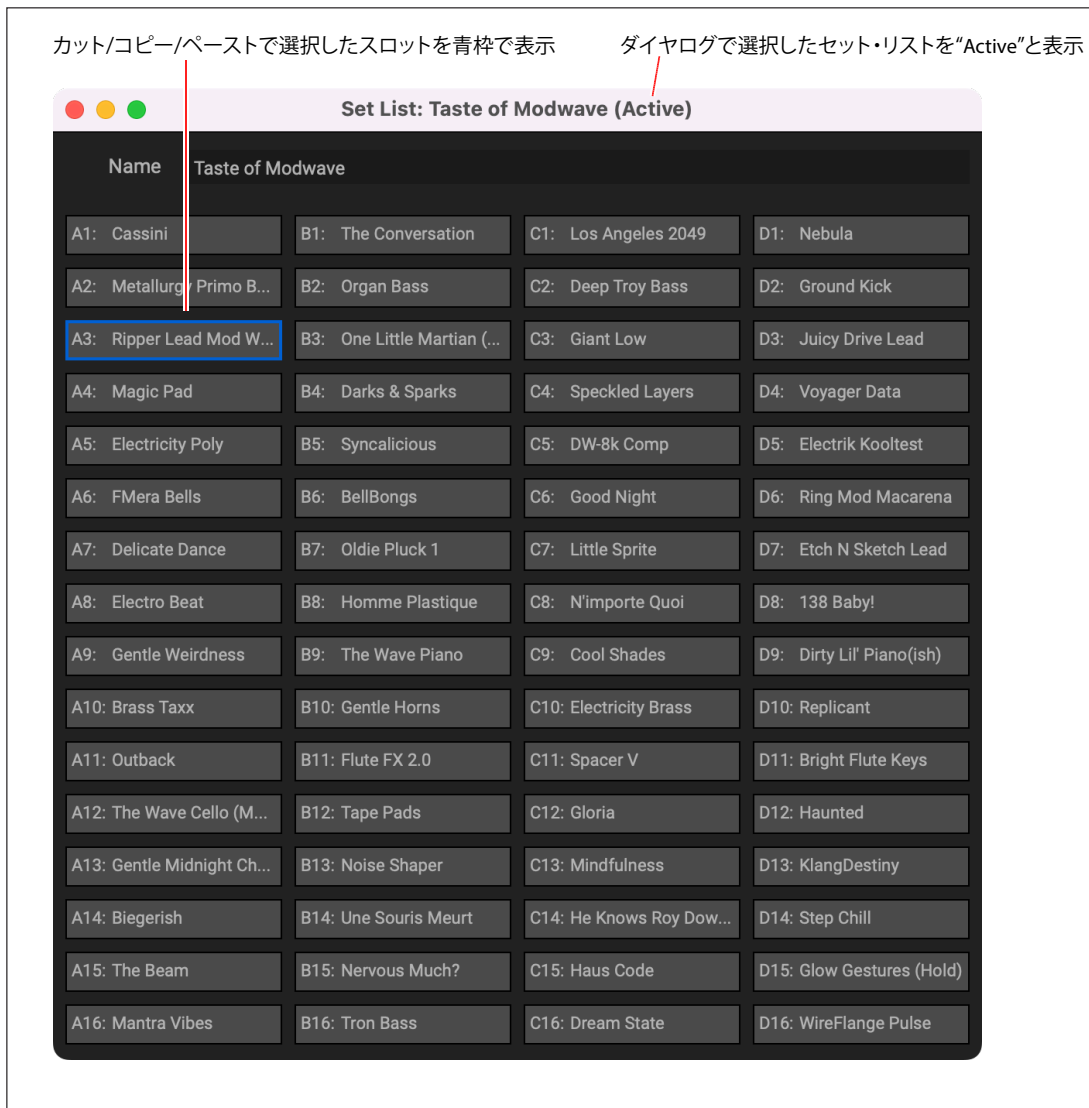 カット/コピー/ペーストで選択したスロットを青枠で表示 ダイヤログで選択したセット・リストを“Active”と表示
Set List: Taste of Modwave (Active)
Name Taste of Modwave
A1: Cassini B1: The Conversation C1: Los Angeles 2049 D1: Nebula
A2: Metallurgy Primo B... B2: Organ Bass C2: Deep Troy Bass D2: Ground Kick
A3: Ripper Lead Mod W... B3: One Little Martian (... C3: Giant Low D3: Juicy Drive Lead
A4: Magic Pad B4: Darks & Sparks C4: Speckled Layers D4: Voyager Data
A5: Electricity Poly B5: Syncalicious C5: DW-8k Comp D5: Electrik Kooltest
A6: FMera Bells B6: BellBongs C6: Good Night D6: Ring Mod Macarena
A7: Delicate Dance B7: Oldie Pluck 1 C7: Little Sprite D7: Etch N Sketch Lead
A8: Electro Beat B8: Homme Plastique C8: N'importe Quoi D8: 138 Baby!
A9: Gentle Weirdness B9: The Wave Piano C9: Cool Shades D9: Dirty Lil' Piano(ish)
A10: Brass Taxx B10: Gentle Horns C10: Electricity Brass D10: Replicant
A11: Outback B11: Flute FX 2.0 C11: Spacer V D11: Bright Flute Keys
A12: The Wave Cello (M... B12: Tape Pads C12: Gloria D12: Haunted
A13: Gentle Midnight Ch... B13: Noise Shaper C13: Mindfulness D13: KlangDestiny
A14: Biegerish B14: Une Souris Meurt C14: He Knows Roy Dow... D14: Step Chill
A15: The Beam B15: Nervous Much? C15: Haus Code D15: Glow Gestures (Hold)
A16: Mantra Vibes B16: Tron Bass C16: Dream State D16: WireFlange Pulse